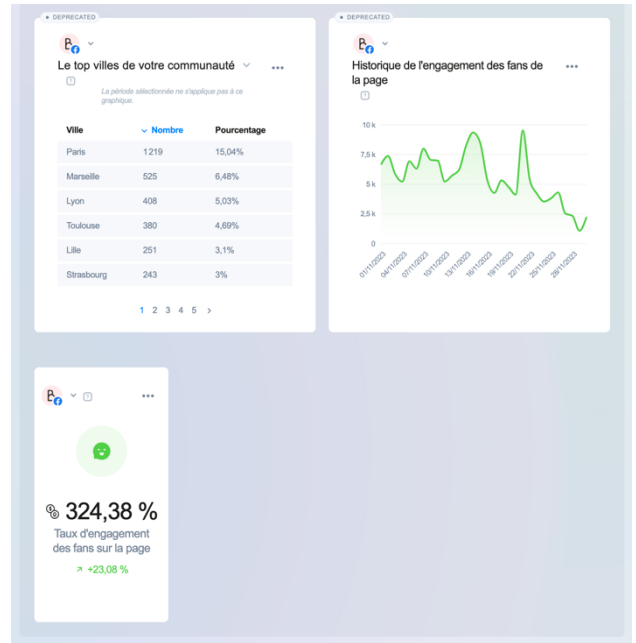 DEPRECATED
Le top villes de votre communauté
La période sélectionnée ne s'applique pas à ce
graphique.
Ville Nombre Pourcentage
Paris 1 219 15,04%
Marseille 525 6,48%
Lyon 408 5,03%
Toulouse 380 4,69%
Lille 251 3,1%
Strasbourg 243 3%
1 2 3 4 5 >
DEPRECATED
Historique de l'engagement des fans de
la page
10 k
7,5 k
5 k
2,5 k
0
01/11/2023 04/11/2023 07/11/2023 10/11/2023 13/11/2023 16/11/2023 19/11/2023 22/11/2023 25/11/2023 28/11/2023
324,38 %
Taux d'engagement
des fans sur la page
+23,08 %